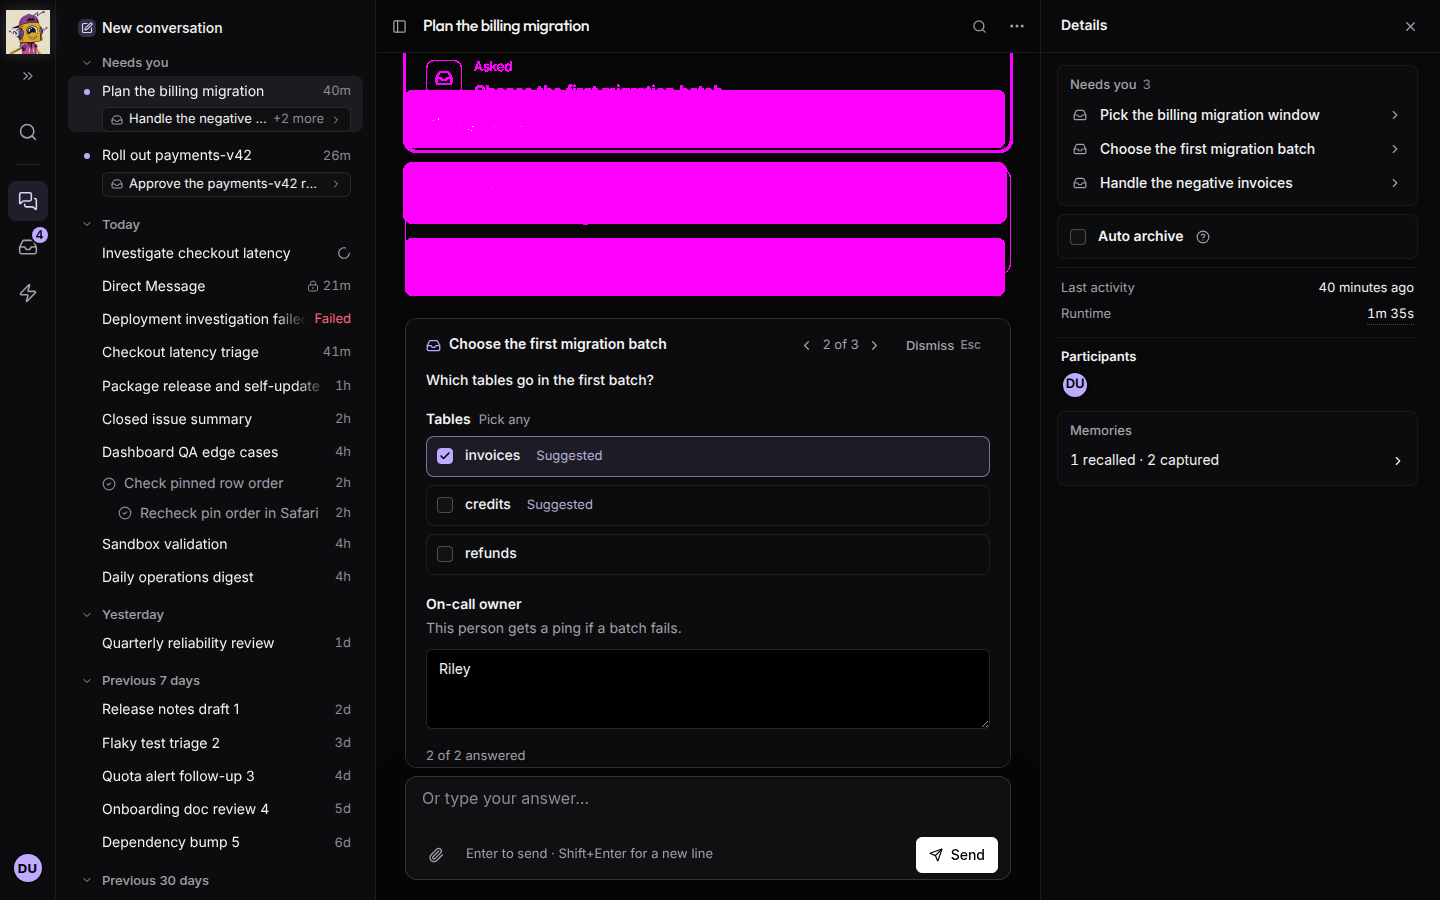 New conversation
Needs you
Plan the billing migration 40m
Handle the negative ... +2 more
Roll out payments-v42 26m
Approve the payments-v42 r...
Today
Investigate checkout latency
4
Direct Message 21m
Deployment investigation failed Failed
Checkout latency triage 41m
Package release and self-update 1h
Closed issue summary 2h
Dashboard QA edge cases 4h
Check pinned row order 2h
Recheck pin order in Safari 2h
Sandbox validation 4h
Daily operations digest 4h
Yesterday
Quarterly reliability review 1d
Previous 7 days
Release notes draft 1 2d
Flaky test triage 2 3d
Quota alert follow-up 3 4d
Onboarding doc review 4 5d
Dependency bump 5 6d
DU
Previous 30 days
Plan the billing migration
Asked
Choose the first migration batch
Choose the first migration batch
2 of 3
Dismiss Esc
Which tables go in the first batch?
Tables Pick any
invoices Suggested
credits Suggested
refunds
On-call owner
This person gets a ping if a batch fails.
Riley
2 of 2 answered
Or type your answer...
Enter to send · Shift+Enter for a new line
Send
Details
Needs you 3
Pick the billing migration window
Choose the first migration batch
Handle the negative invoices
Auto archive
Last activity 40 minutes ago
Runtime 1m 35s
Participants
DU
Memories
1 recalled · 2 captured